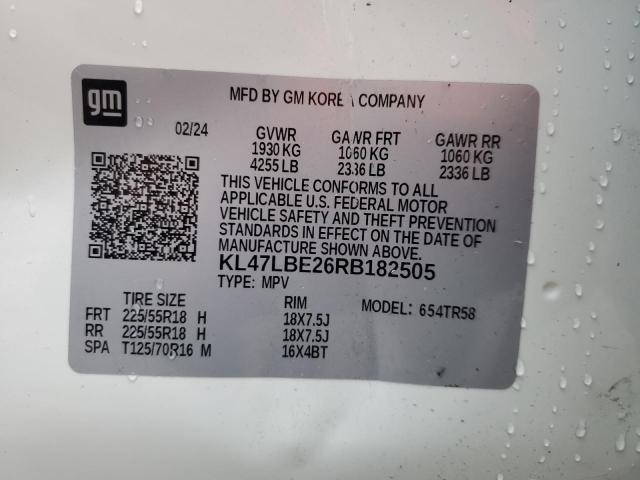 gm
MFD BY GM KOREA COMPANY
02/24
GVWR GAWR FRT GAWR RR
1930 KG 1060 KG 1060 KG
4255 LB 2336 LB 2336 LB
THIS VEHICLE CONFORMS TO ALL
APPLICABLE U.S. FEDERAL MOTOR
VEHICLE SAFETY AND THEFT PREVENTION
STANDARDS IN EFFECT ON THE DATE OF
MANUFACTURE SHOWN ABOVE.
KL47LBE26RB182505
TYPE: MPV
TIRE SIZE RIM MODEL: 654TR58
FRT 225/55R18 H 18X7.5J
RR 225/55R18 H 18X7.5J
SPA T125/70R16 M 16X4BT